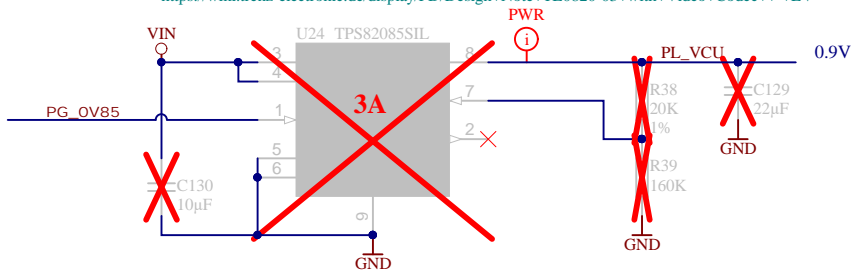 PWR
VIN
U24 TPS82085SIL
PL_VCU
0.9V
3
8
4
R38
C129
3A
7
20K
22µF
PG_0V85
1
1%
2
GND
5
6
R39
C130
160K
10µF
9
GND
GND